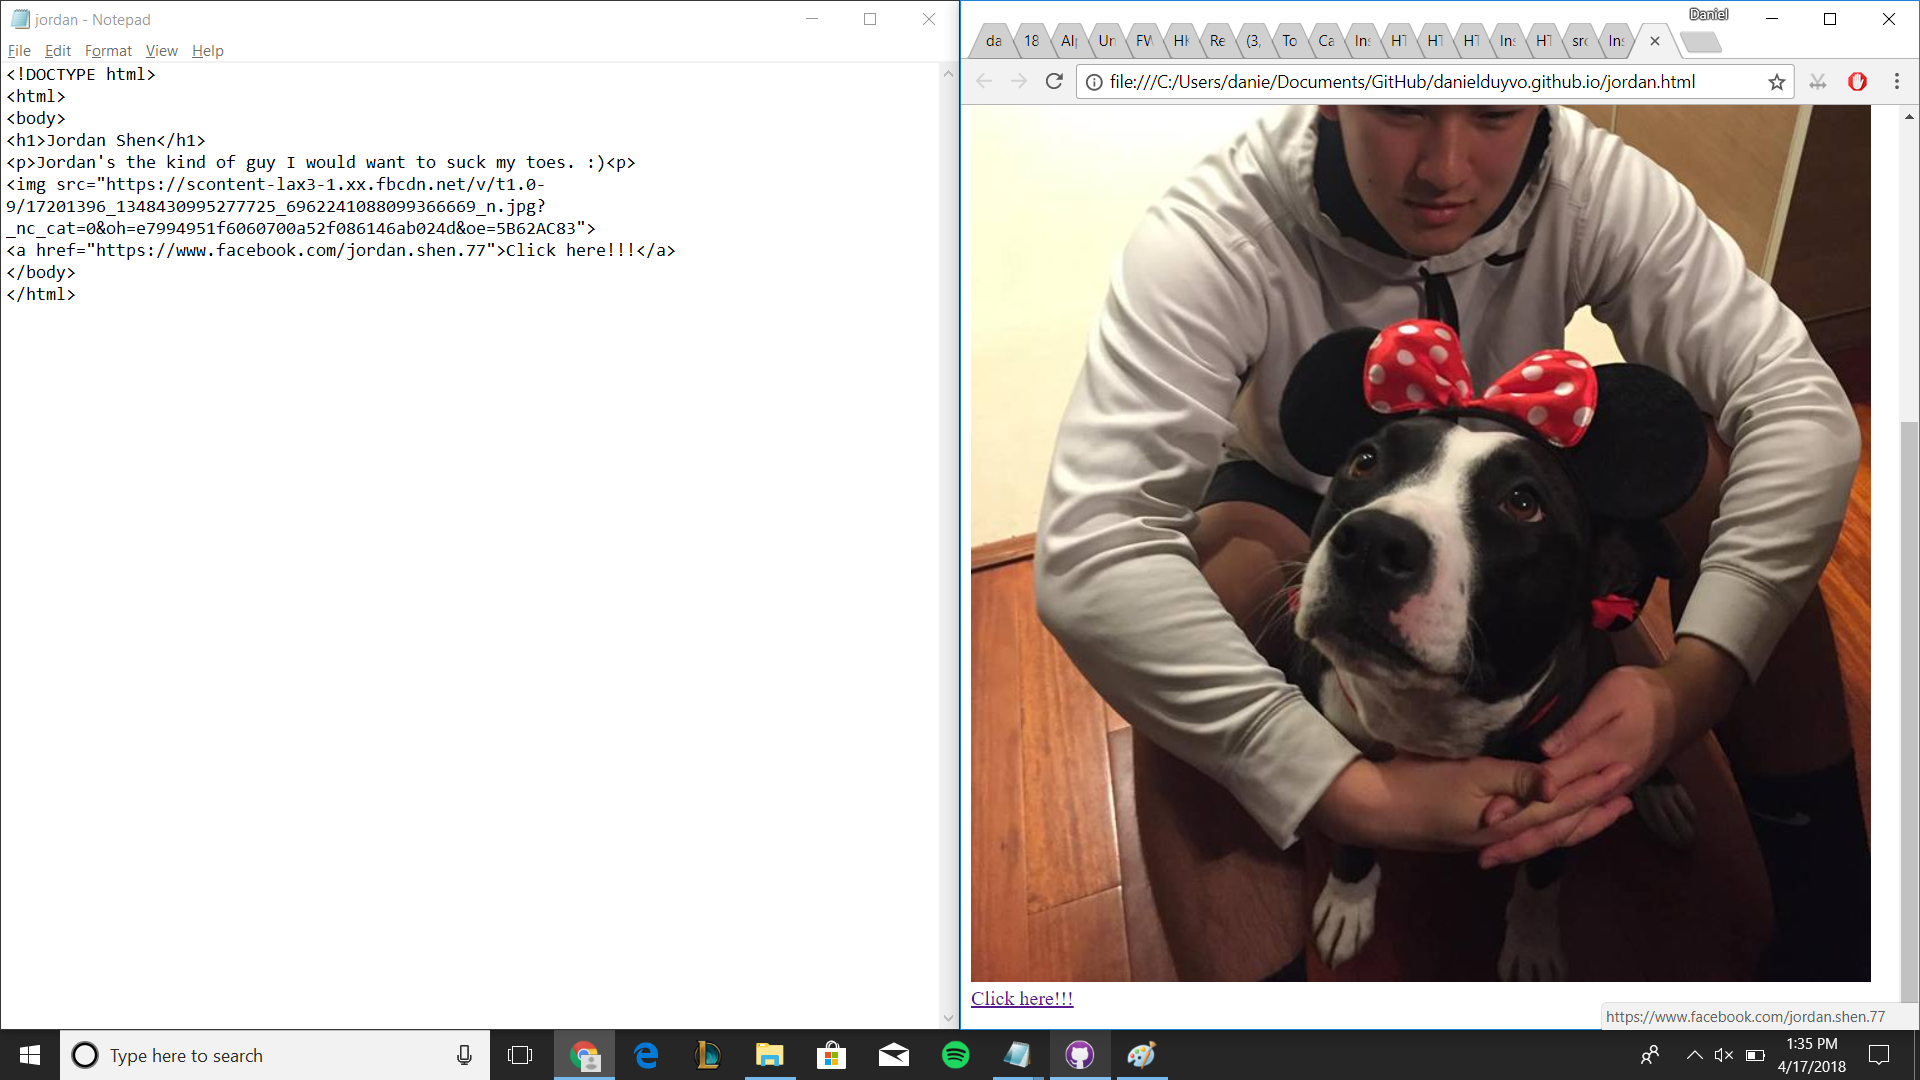 jordan - Notepad
File Edit Format View Help
<!DOCTYPE html>
<html>
<body>
<h1>Jordan Shen</h1>
<p>Jordan's the kind of guy I would want to suck my toes. :)<p>
<img src="https://scontent-lax3-1.xx.fbcdn.net/v/t1.0-
9/17201396_1348430995277725_6962241088099366669_n.jpg?
_nc_cat=0&oh=e7994951f6060700a52f086146ab024d&oe=5B62AC83">
<a href="https://www.facebook.com/jordan.shen.77">Click here!!!</a>
</body>
</html>
Daniel
da 18 Al Un FW HK Re (3, To Ca Ins HT HT HT Ins HT src Ins
file:///C:/Users/danie/Documents/GitHub/danielduyvo.github.io/jordan.html
Click here!!!
https://www.facebook.com/jordan.shen.77
Type here to search
1:35 PM
4/17/2018